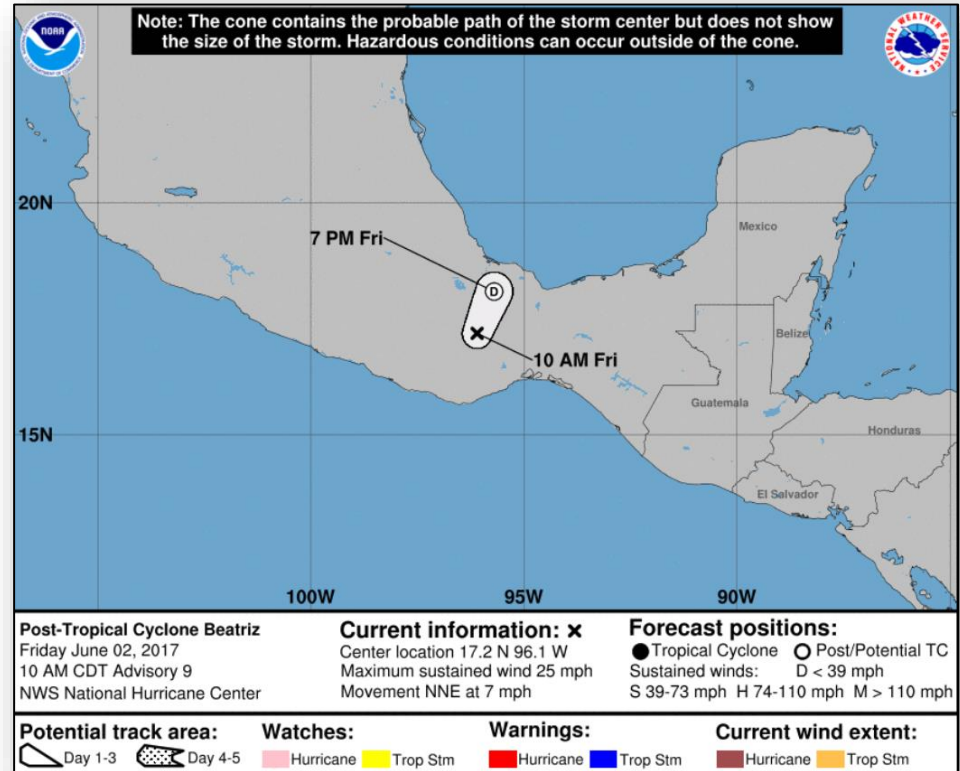 Note: The cone contains the probable path of the storm center but does not show
the size of the storm. Hazardous conditions can occur outside of the cone.
NOAA
NATIONAL WEATHER SERVICE
20N
7 PM Fri
Mexico
D
10 AM Fri
Belize
Guatemala
15N
Honduras
El Salvador
100W 95W 90W
Post-Tropical Cyclone Beatriz
Friday June 02, 2017
10 AM CDT Advisory 9
NWS National Hurricane Center
Current information: ×
Center location 17.2 N 96.1 W
Maximum sustained wind 25 mph
Movement NNE at 7 mph
Forecast positions:
Tropical Cyclone Post/Potential TC
Sustained winds: D < 39 mph
S 39-73 mph H 74-110 mph M > 110 mph
Potential track area:
Day 1-3 Day 4-5
Watches:
Hurricane Trop Stm
Warnings:
Hurricane Trop Stm
Current wind extent:
Hurricane Trop Stm